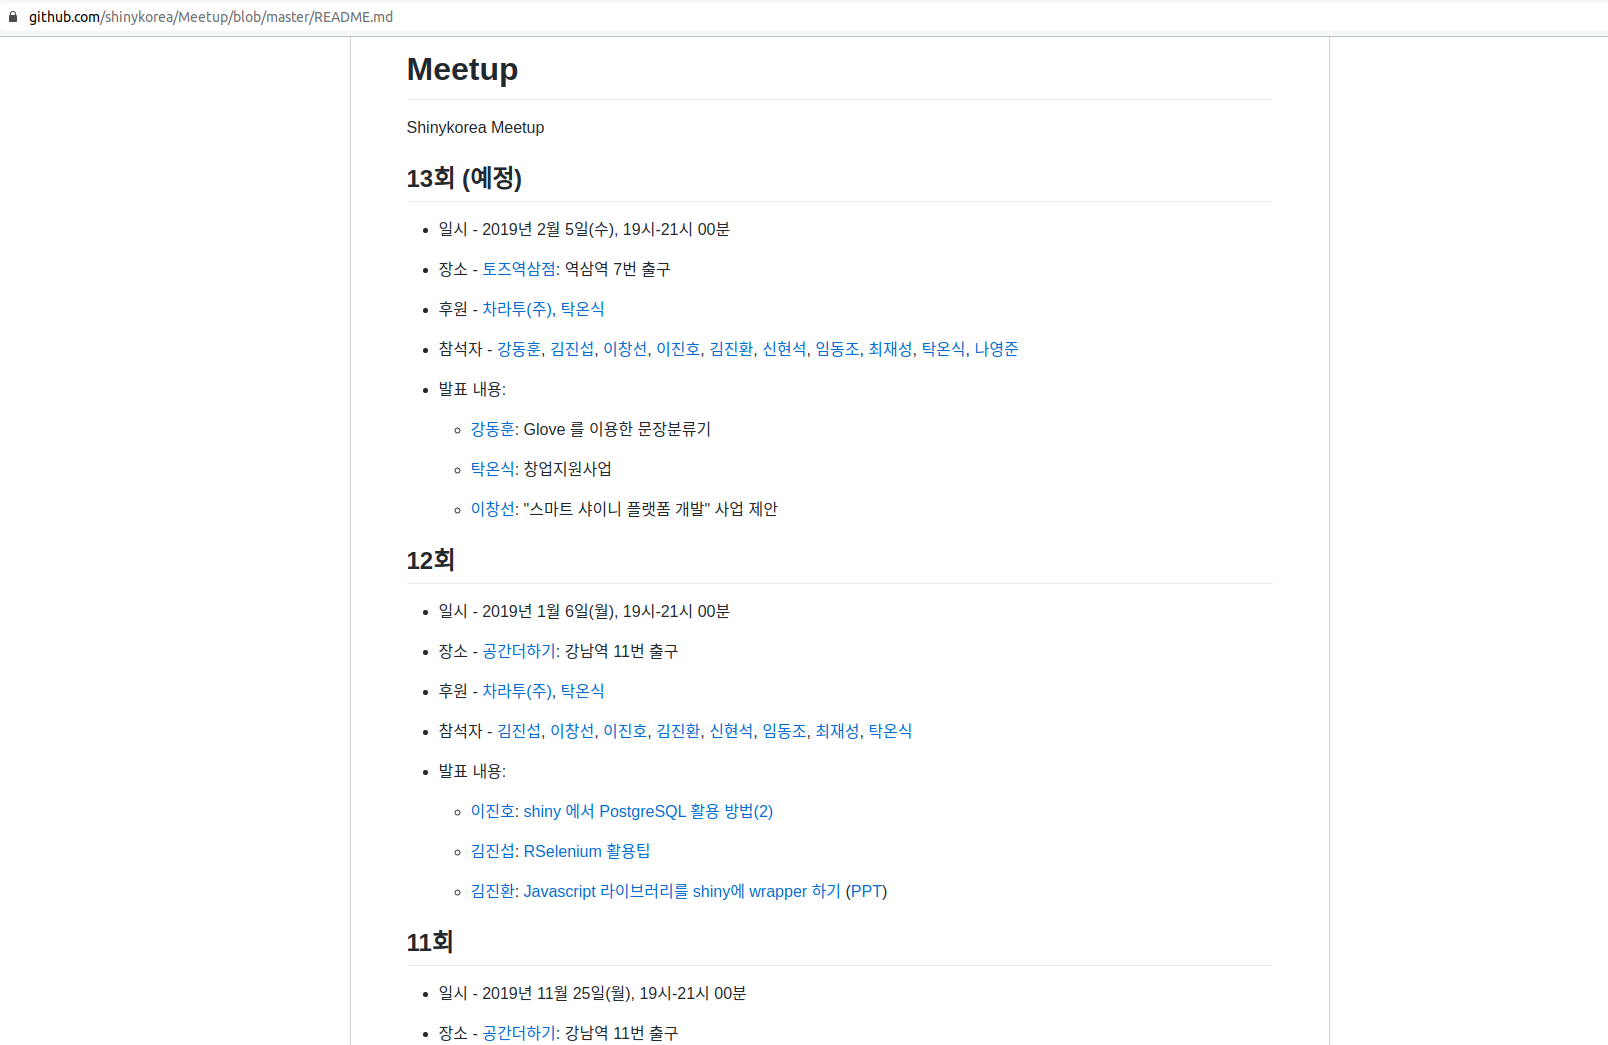 github.com/shinykorea/Meetup/blob/master/README.md
Meetup
Shinykorea Meetup
13회 (예정)
일시 - 2019년 2월 5일(수), 19시-21시 00분
장소 - 토즈역삼점: 역삼역 7번 출구
후원 - 차라투(주), 탁온식
참석자 - 강동훈, 김진섭, 이창선, 이진호, 김진환, 신현석, 임동조, 최재성, 탁온식, 나영준
발표 내용:
강동훈: Glove 를 이용한 문장분류기
탁온식: 창업지원사업
이창선: "스마트 샤이니 플랫폼 개발" 사업 제안
12회
일시 - 2019년 1월 6일(월), 19시-21시 00분
장소 - 공간더하기: 강남역 11번 출구
후원 - 차라투(주), 탁온식
참석자 - 김진섭, 이창선, 이진호, 김진환, 신현석, 임동조, 최재성, 탁온식
발표 내용:
이진호: shiny 에서 PostgreSQL 활용 방법(2)
김진섭: RSelenium 활용팁
김진환: Javascript 라이브러리를 shiny에 wrapper 하기 (PPT)
11회
일시 - 2019년 11월 25일(월), 19시-21시 00분
장소 - 공간더하기: 강남역 11번 출구